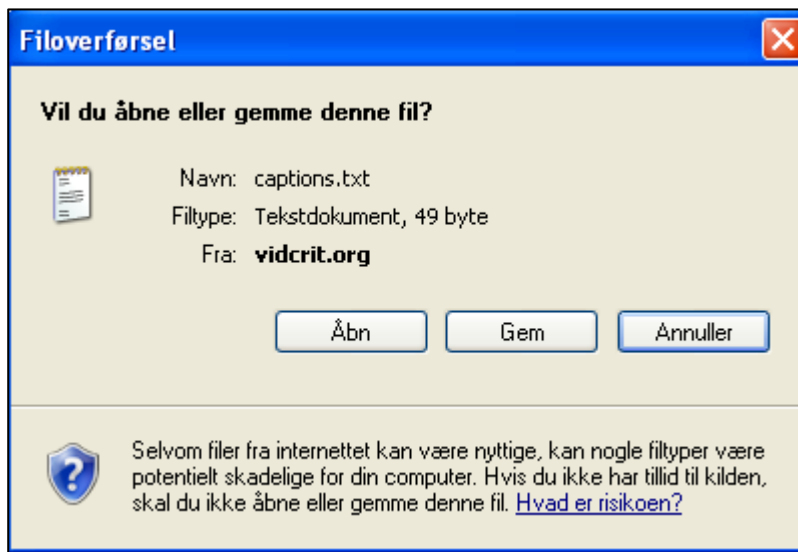 Filoverførsel
Vil du åbne eller gemme denne fil?
Navn: captions.txt
Filtype: Tekstdokument, 49 byte
Fra: vidcrit.org
Åbn Gem Annuller
Selvom filer fra internettet kan være nyttige, kan nogle filtyper være
potentielt skadelige for din computer. Hvis du ikke har tillid til kilden,
skal du ikke åbne eller gemme denne fil. Hvad er risikoen?